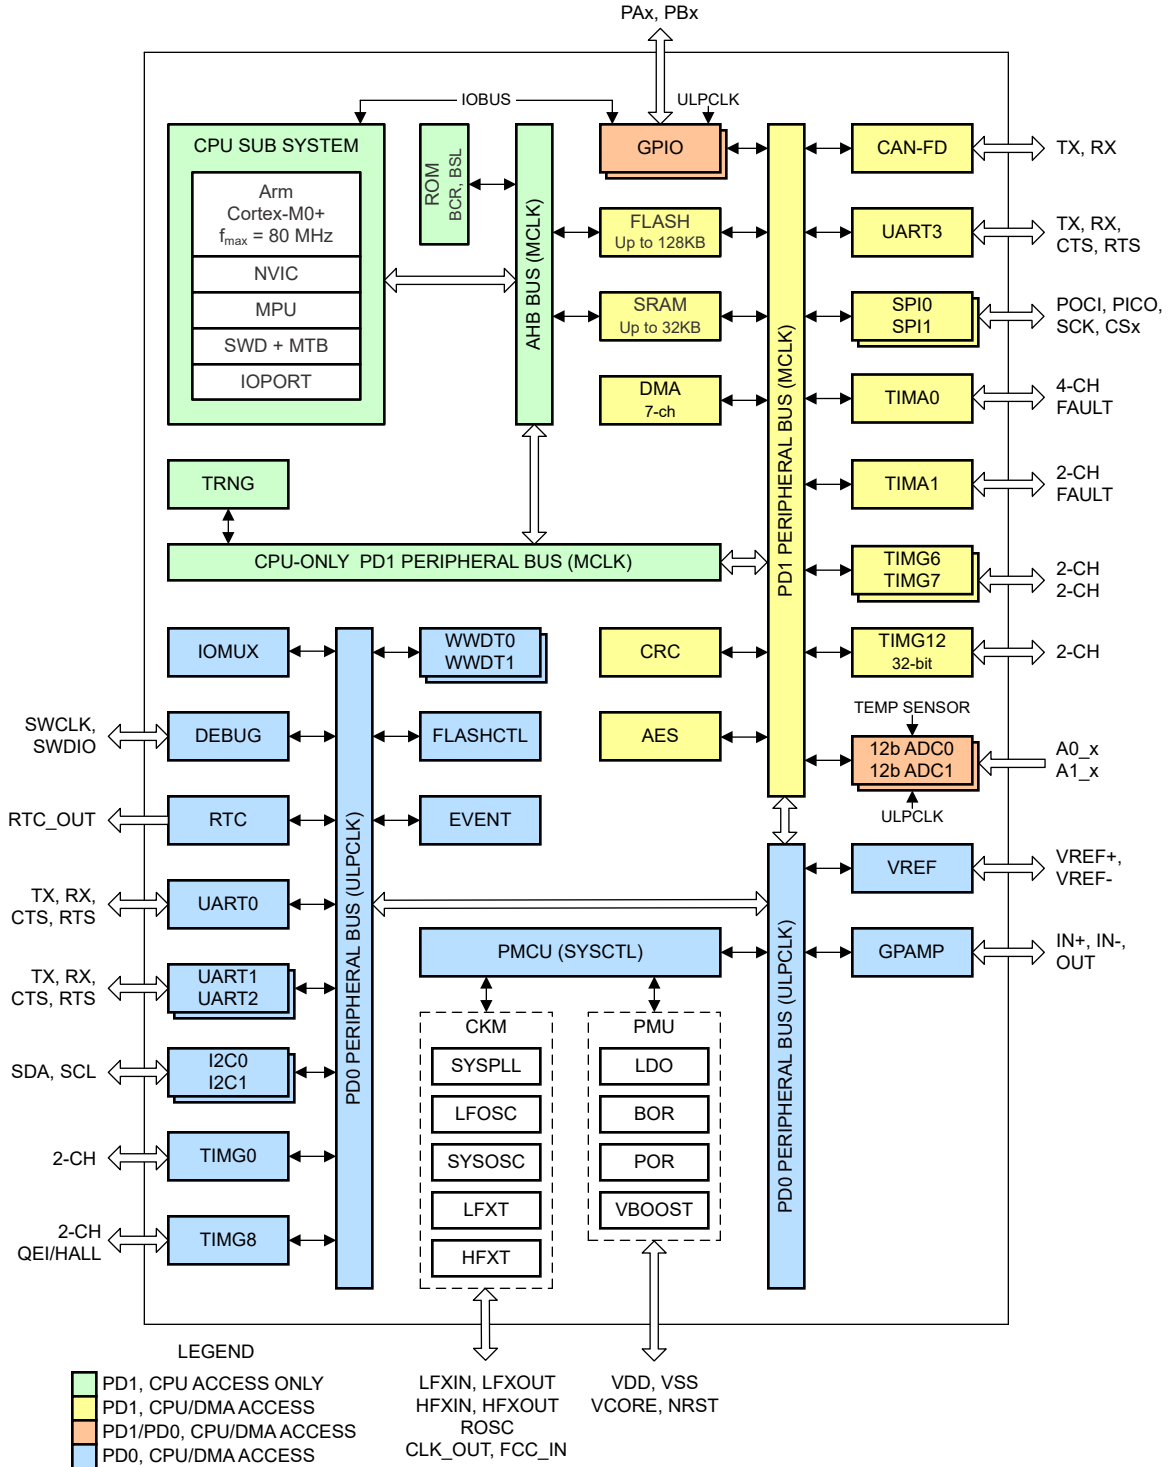 PAx, PBx
IOBUS
ULPCLK
CPU SUB SYSTEM
Arm
Cortex-M0+
fmax = 80 MHz
NVIC
MPU
SWD + MTB
IOPORT
ROM
BCR, BSL
AHB BUS (MCLK)
GPIO
FLASH
Up to 128KB
SRAM
Up to 32KB
DMA
7-ch
PD1 PERIPHERAL BUS (MCLK)
CAN-FD
TX, RX
UART3
TX, RX,
CTS, RTS
SPI0
SPI1
POCI, PICO,
SCK, CSx
TIMA0
4-CH
FAULT
TIMA1
2-CH
FAULT
TRNG
CPU-ONLY PD1 PERIPHERAL BUS (MCLK)
TIMG6
TIMG7
2-CH
2-CH
IOMUX
WWDT0
WWDT1
CRC
TIMG12
32-bit
2-CH
SWCLK,
SWDIO
DEBUG
FLASHCTL
AES
TEMP SENSOR
12b ADC0
12b ADC1
A0_x
A1_x
ULPCLK
RTC_OUT
RTC
EVENT
PD0 PERIPHERAL BUS (ULPCLK)
VREF
VREF+,
VREF-
TX, RX,
CTS, RTS
UART0
PMCU (SYSCTL)
PD0 PERIPHERAL BUS (ULPCLK)
GPAMP
IN+, IN-,
OUT
TX, RX,
CTS, RTS
UART1
UART2
CKM
SYSPLL
LFOSC
SYSOSC
LFXT
HFXT
PMU
LDO
BOR
POR
VBOOST
SDA, SCL
I2C0
I2C1
2-CH
TIMG0
2-CH
QEI/HALL
TIMG8
LEGEND
PD1, CPU ACCESS ONLY
PD1, CPU/DMA ACCESS
PD1/PD0, CPU/DMA ACCESS
PD0, CPU/DMA ACCESS
LFXIN, LFXOUT
HFXIN, HFXOUT
ROSC
CLK_OUT, FCC_IN
VDD, VSS
VCORE, NRST